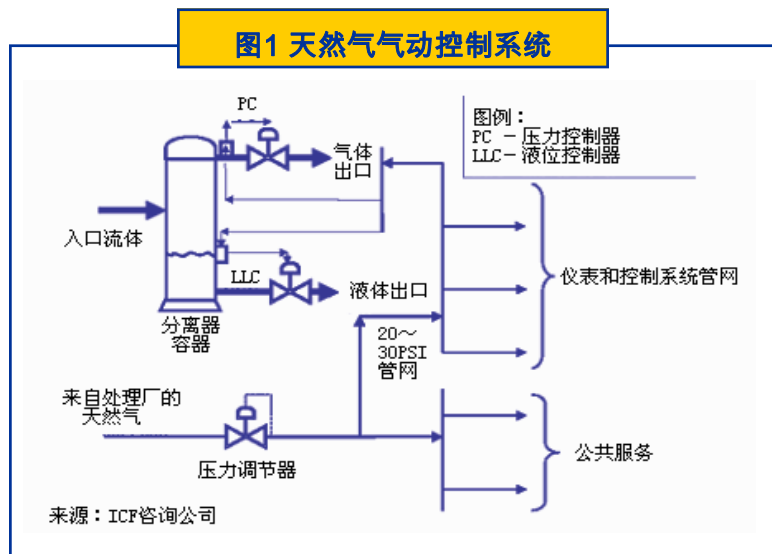 图1 天然气气动控制系统
PC
气体
出口
图例：
PC －压力控制器
LLC－液位控制器
入口流体
LLC
液体出口
分离器
容器
仪表和控制系统管网
20～
30PSI
管网
来自处理厂的
天然气
压力调节器
公共服务
来源：ICF咨询公司